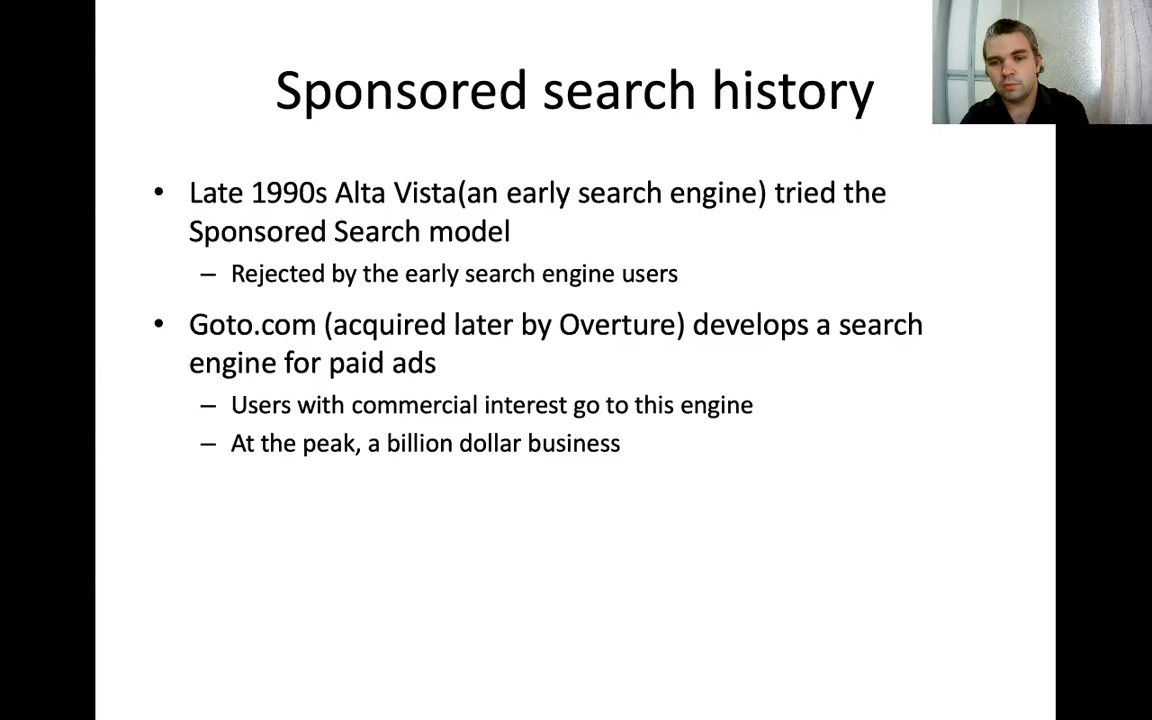 Sponsored search history
• Late 1990s Alta Vista(an early search engine) tried the
Sponsored Search model
– Rejected by the early search engine users
• Goto.com (acquired later by Overture) develops a search
engine for paid ads
– Users with commercial interest go to this engine
– At the peak, a billion dollar business